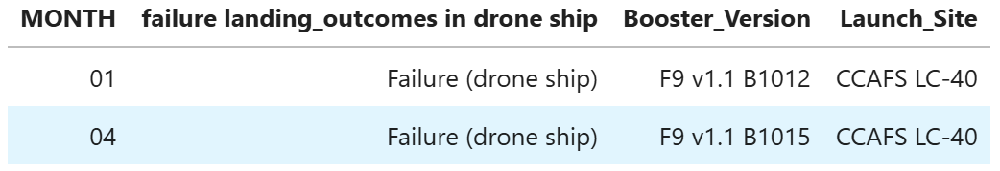 MONTH failure landing_outcomes in drone ship Booster_Version Launch_Site
01 Failure (drone ship) F9 v1.1 B1012 CCAFS LC-40
04 Failure (drone ship) F9 v1.1 B1015 CCAFS LC-40